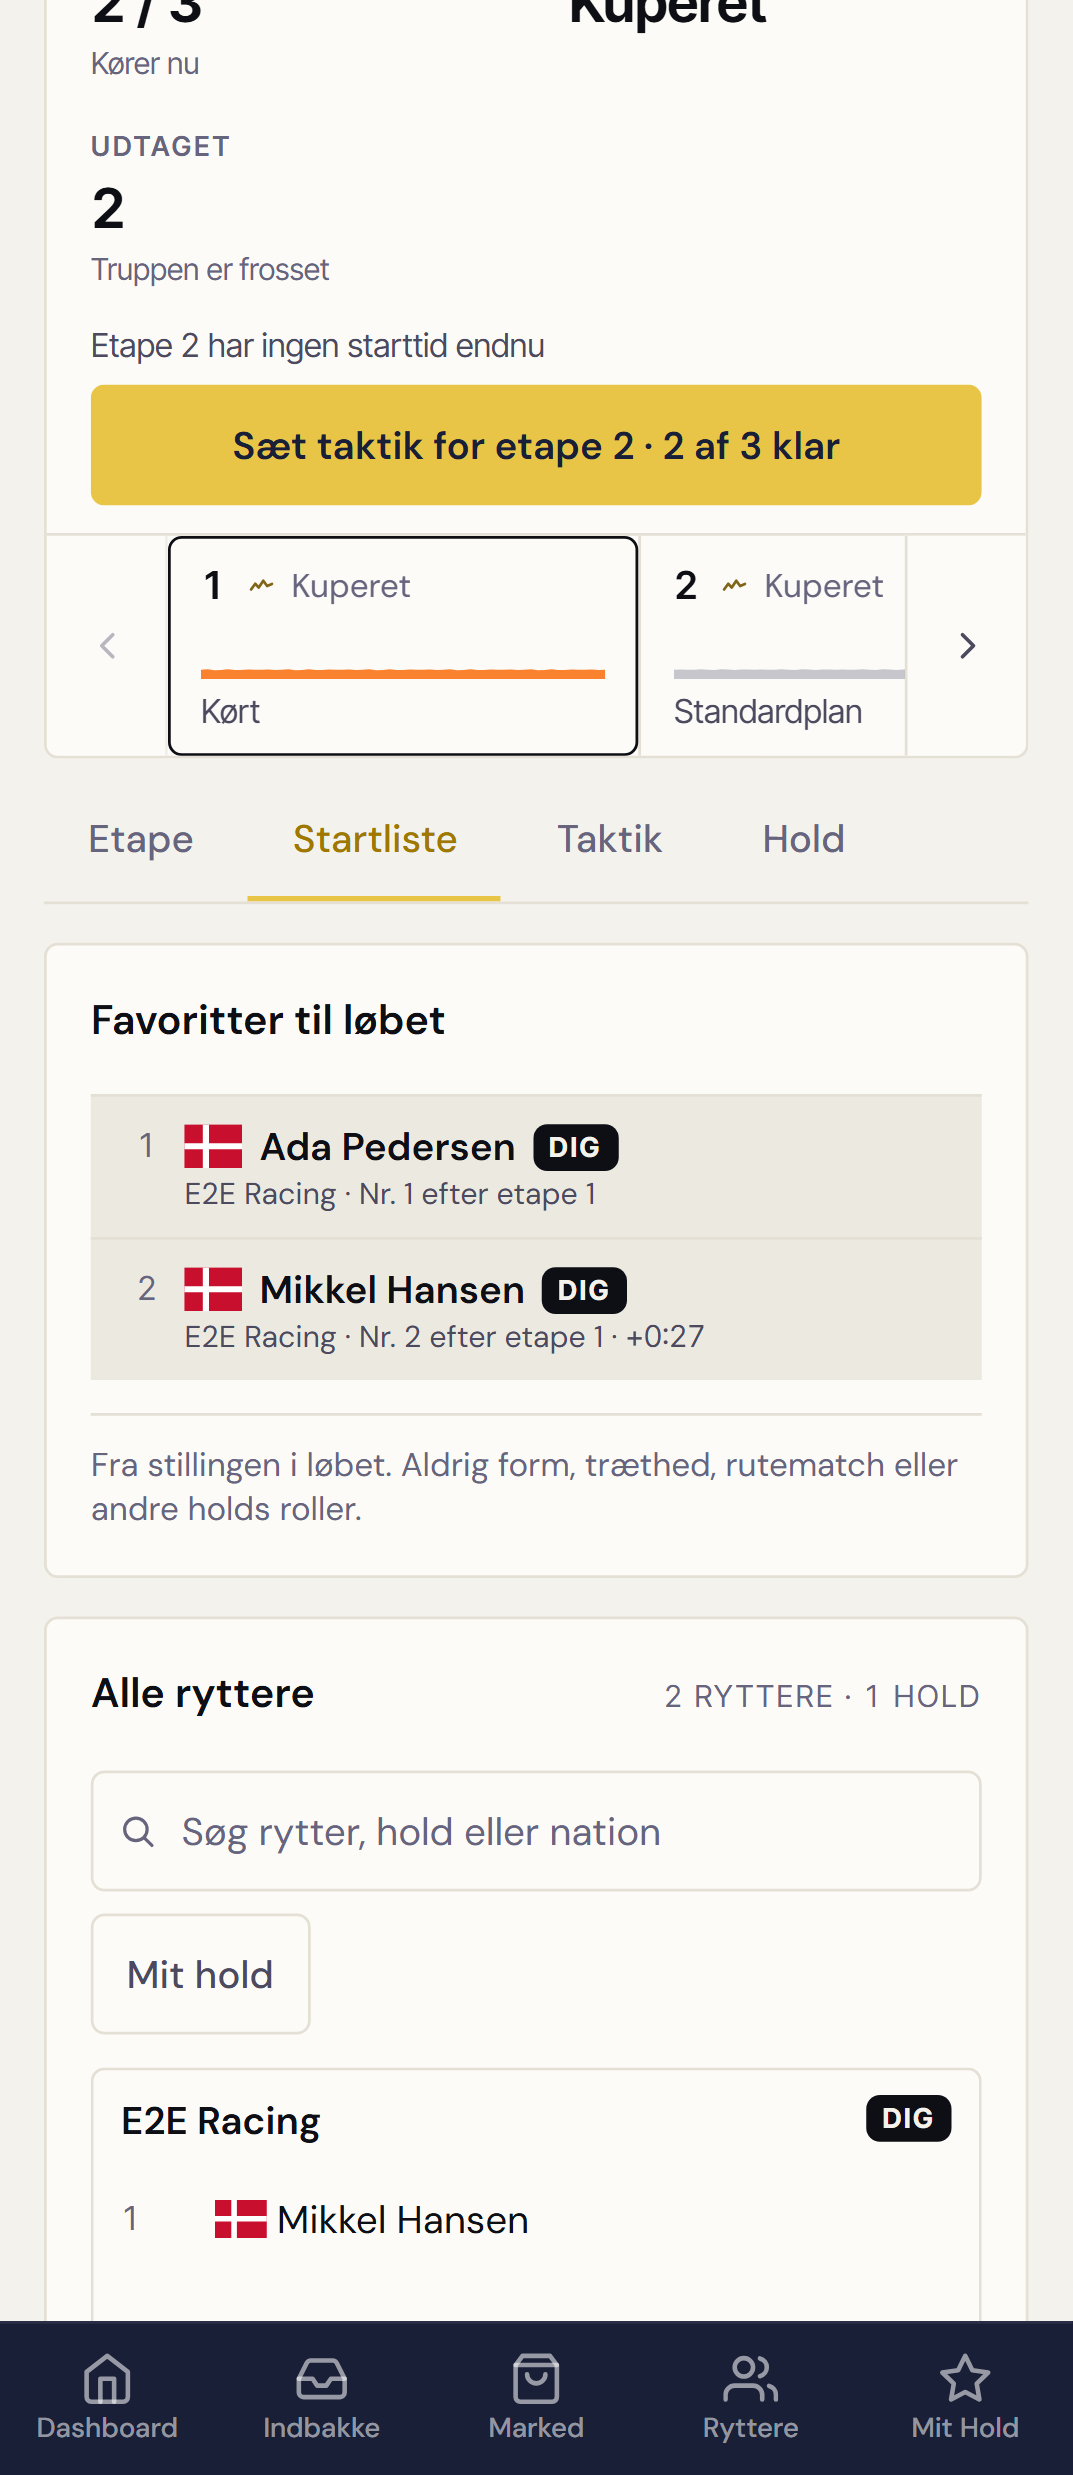 2 / 3
Kuperet
Kører nu
UDTAGET
2
Truppen er frosset
Etape 2 har ingen starttid endnu
Sæt taktik for etape 2 · 2 af 3 klar
1 Kuperet
Kørt
2 Kuperet
Standardplan
Etape Startliste Taktik Hold
Favoritter til løbet
1 Ada Pedersen DIG
E2E Racing · Nr. 1 efter etape 1
2 Mikkel Hansen DIG
E2E Racing · Nr. 2 efter etape 1 · +0:27
Fra stillingen i løbet. Aldrig form, træthed, rutematch eller
andre holds roller.
Alle ryttere 2 RYTTERE · 1 HOLD
Søg rytter, hold eller nation
Mit hold
E2E Racing DIG
1 Mikkel Hansen
Dashboard Indbakke Marked Ryttere Mit Hold